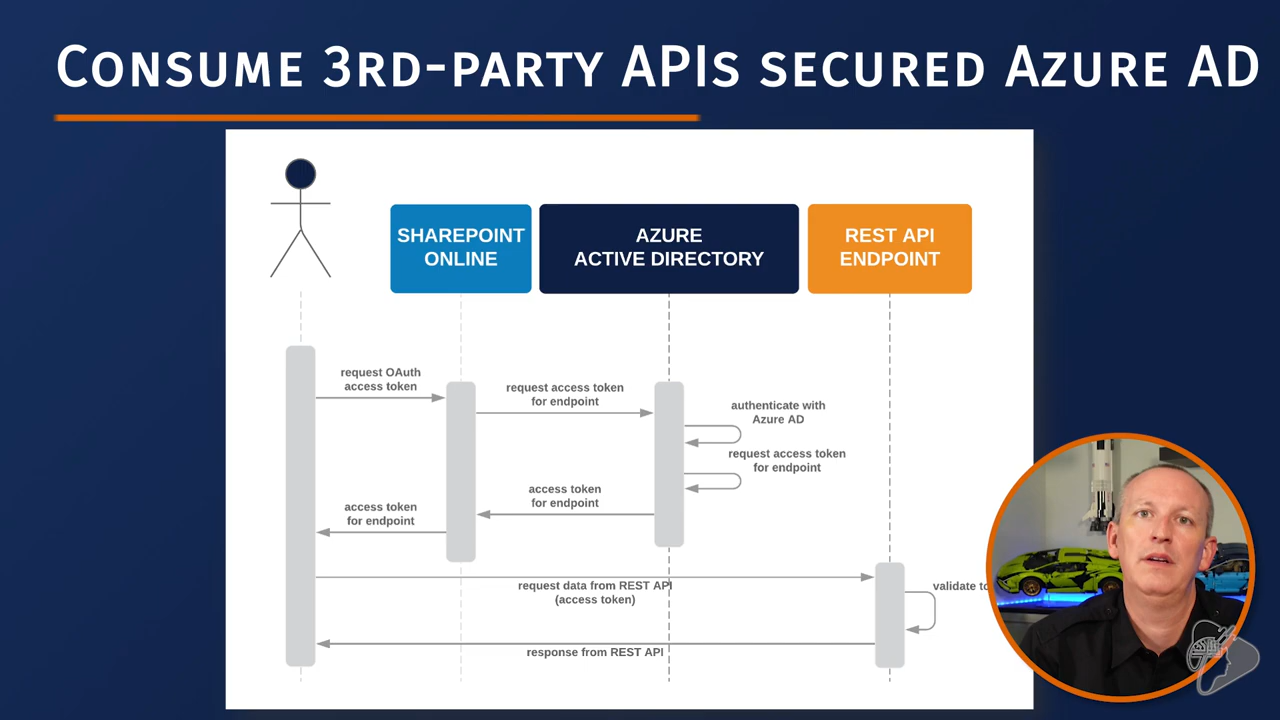 Consume 3rd-party APIs secured Azure AD
SHAREPOINT
ONLINE
AZURE
ACTIVE DIRECTORY
REST API
ENDPOINT
request OAuth
access token
request access token
for endpoint
authenticate with
Azure AD
request access token
for endpoint
access token
for endpoint
access token
for endpoint
request data from REST API
(access token)
validate
response from REST API